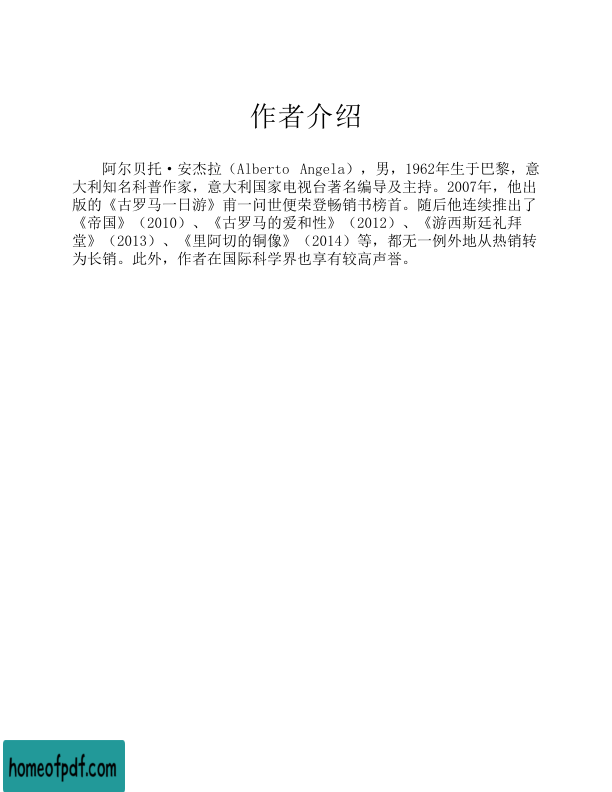 作者介绍
阿尔贝托·安杰拉（Alberto Angela），男，1962年生于巴黎，意
大利知名科普作家，意大利国家电视台著名编导及主持。2007年，他出
版的《古罗马一日游》甫一问世便荣登畅销书榜首。随后他连续推出了
《帝国》（2010）、《古罗马的爱和性》（2012）、《游西斯廷礼拜
堂》（2013）、《里阿切的铜像》（2014）等，都无一例外地从热销转
为长销。此外，作者在国际科学界也享有较高声誉。
homeofpdf.com